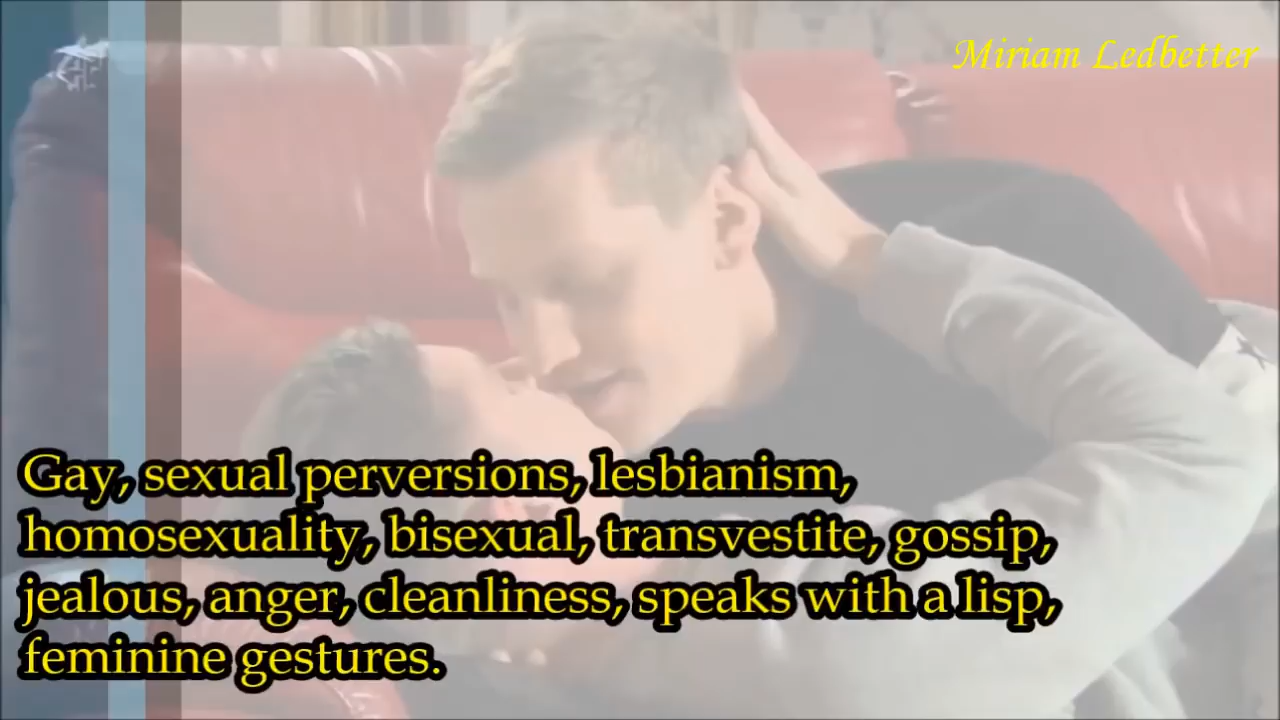 Miriam Ledbetter
Gay, sexual perversions, lesbianism,
homosexuality, bisexual, transvestite, gossip,
jealous, anger, cleanliness, speaks with a lisp,
feminine gestures.